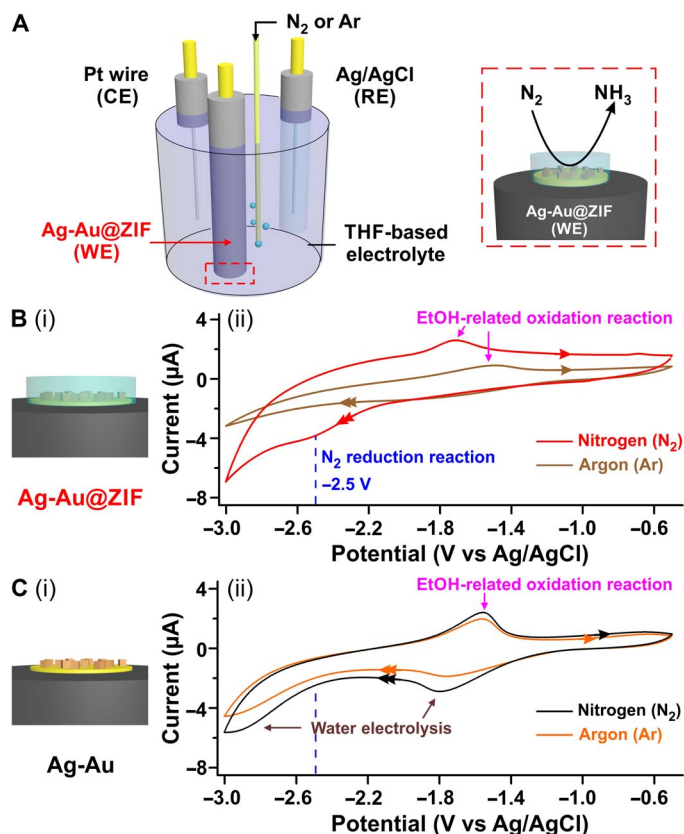 A
N2 or Ar
Pt wire
(CE)
Ag/AgCl
(RE)
Ag-Au@ZIF
(WE)
THF-based
electrolyte
N2
NH3
Ag-Au@ZIF
(WE)
B (i)
(ii)
EtOH-related oxidation reaction
4
0
−4
−8
Current (µA)
N2 reduction reaction
−2.5 V
Nitrogen (N2)
Argon (Ar)
Ag-Au@ZIF
−3.0
−2.6
−2.2
−1.8
−1.4
−1.0
−0.6
Potential (V vs Ag/AgCl)
C (i)
(ii)
EtOH-related oxidation reaction
4
0
−4
−8
Current (µA)
Water electrolysis
Nitrogen (N2)
Argon (Ar)
Ag-Au
−3.0
−2.6
−2.2
−1.8
−1.4
−1.0
−0.6
Potential (V vs Ag/AgCl)